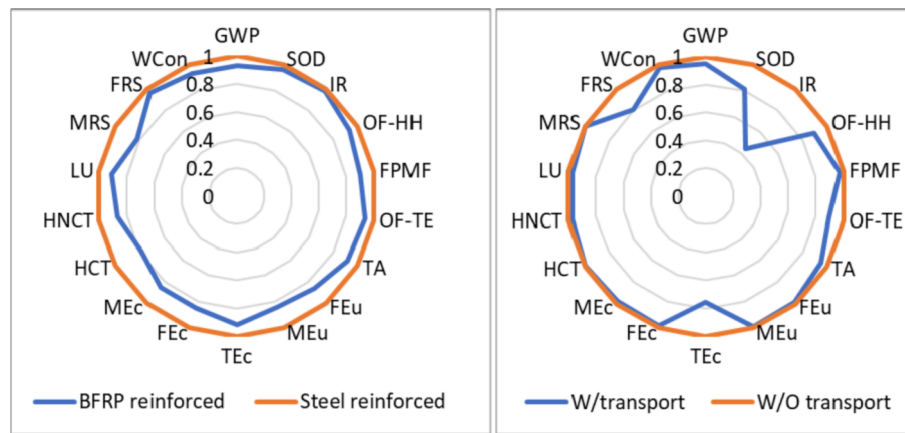 GWP
WCon 1 SOD
FRS 0.8 IR
MRS 0.6 OF-HH
0.4
LU 0.2 FPMF
0
HNCT OF-TE
HCT TA
MEc FEu
FEc MEu
TEc
BFRP reinforced Steel reinforced
GWP
WCon 1 SOD
FRS 0.8 IR
MRS 0.6 OF-HH
0.4
LU 0.2 FPMF
0
HNCT OF-TE
HCT TA
MEc FEu
FEc MEu
TEc
W/transport W/O transport